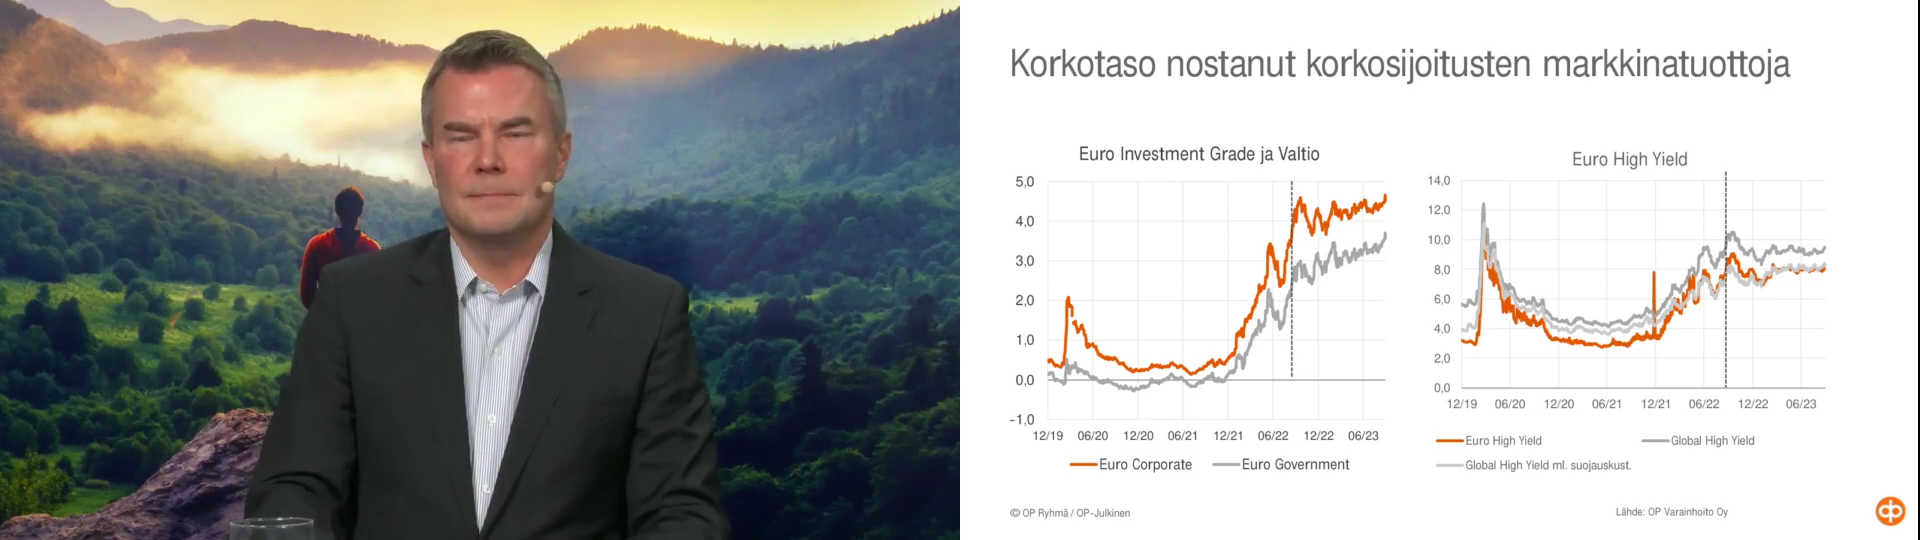 Korkotaso nostanut korkosijoitusten markkinatuottoja
Euro Investment Grade ja Valtio
5,0
4,0
3,0
2,0
1,0
0,0
-1,0
12/19 06/20 12/20 06/21 12/21 06/22 12/22 06/23
Euro Corporate Euro Government
Euro High Yield
14,0
12,0
10,0
8,0
6,0
4,0
2,0
0,0
12/19 06/20 12/20 06/21 12/21 06/22 12/22 06/23
Euro High Yield Global High Yield
Global High Yield ml. suojauskust.
© OP Ryhmä / OP-Julkinen
Lähde: OP Varainhoito Oy